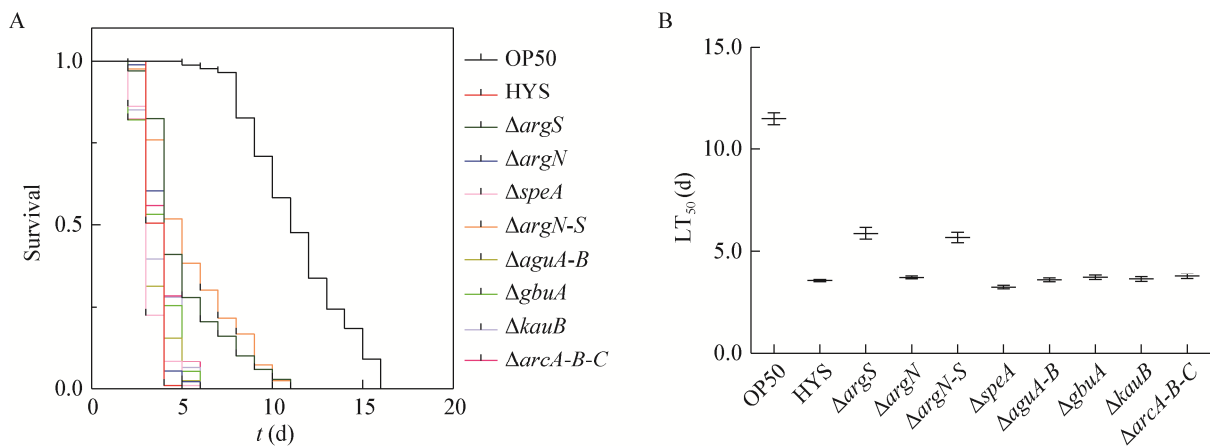 A
Survival
1.0
0.5
0.0
0
5
10
15
20
t (d)
OP50
HYS
ΔargS
ΔargN
ΔspeA
ΔargN-S
ΔaguA-B
ΔgbuA
ΔkauB
ΔarcA-B-C
B
LT50 (d)
15.0
10.0
5.0
0.0
OP50
HYS
ΔargS
ΔargN
ΔargN-S
ΔspeA
ΔaguA-B
ΔgbuA
ΔkauB
ΔarcA-B-C